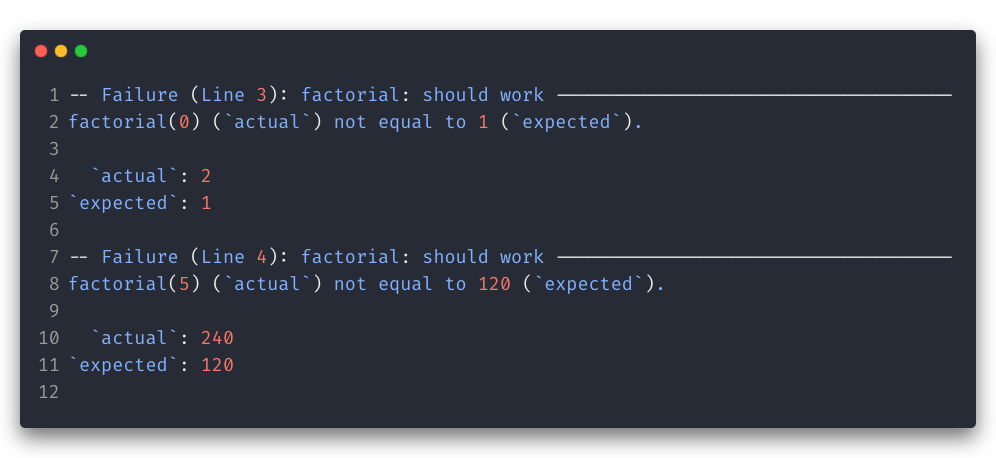 1 -- Failure (Line 3): factorial: should work ------------------------------------
2 factorial(0) (`actual`) not equal to 1 (`expected`).
3
4   `actual`: 2
5 `expected`: 1
6
7 -- Failure (Line 4): factorial: should work ------------------------------------
8 factorial(5) (`actual`) not equal to 120 (`expected`).
9
10   `actual`: 240
11 `expected`: 120
12